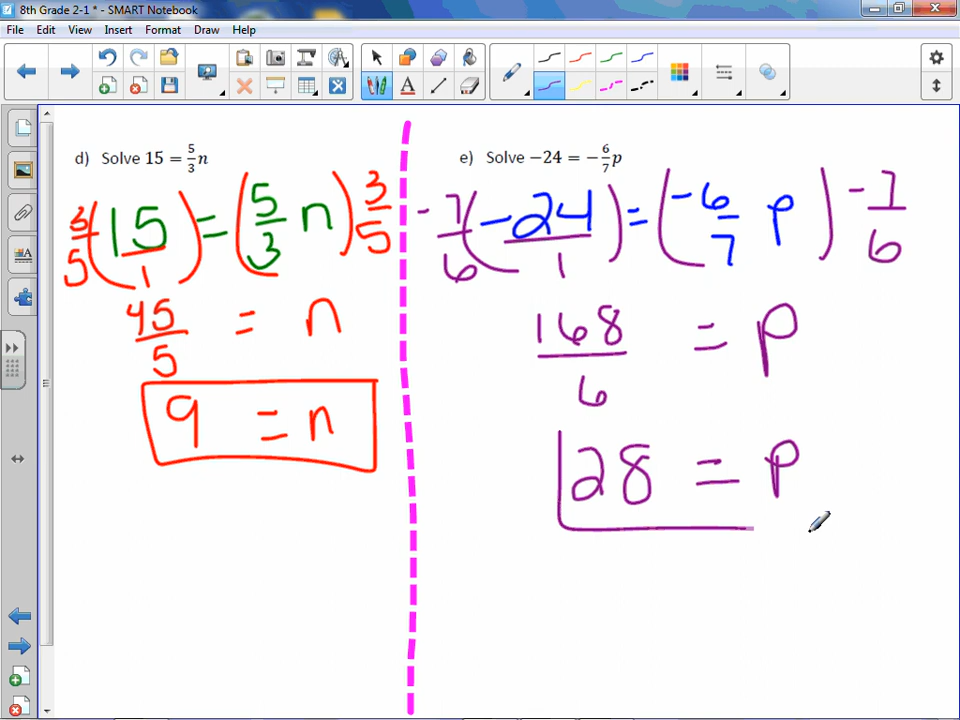 8th Grade 2-1 * - SMART Notebook
File Edit View Insert Format Draw Help
d) Solve 15 = 5/3 n
3/5 (15/1) = (5/3 n) 3/5
45/5 = n
9 = n
e) Solve −24 = −6/7 p
-7/6 (-24/1) = (-6/7 p) -7/6
168/6 = p
28 = p